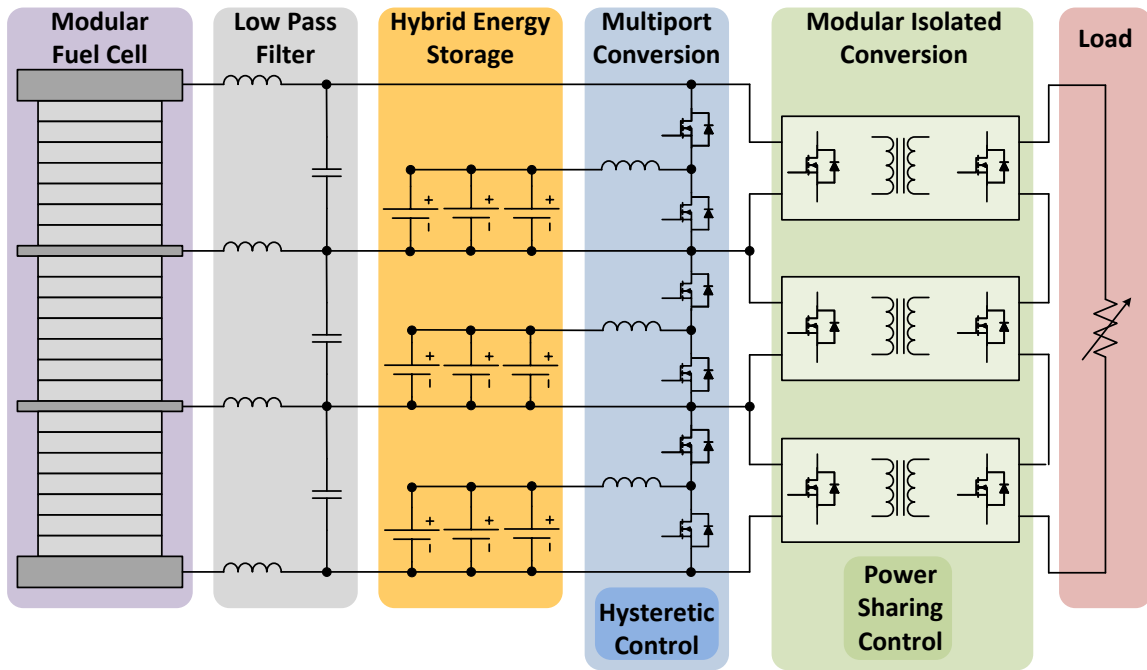 Modular
Fuel Cell
Low Pass
Filter
Hybrid Energy
Storage
Multiport
Conversion
Modular Isolated
Conversion
Load
+
+
+
+
+
+
+
+
+
Hysteretic
Control
Power
Sharing
Control